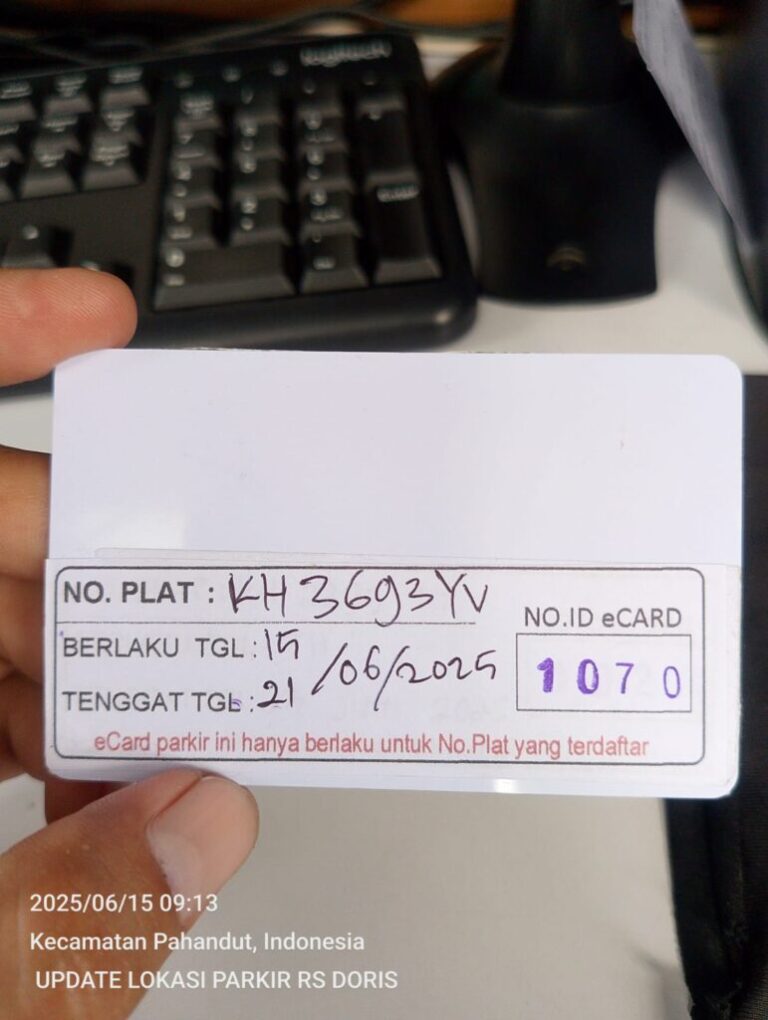 logitech
NO. PLAT : KH 3693YV
BERLAKU TGL : 15
/06/2025
TENGGAT TGL : 21
NO.ID eCARD
1070
eCard parkir ini hanya berlaku untuk No.Plat yang terdaftar
2025/06/15 09:13
Kecamatan Pahandut, Indonesia
UPDATE LOKASI PARKIR RS DORIS